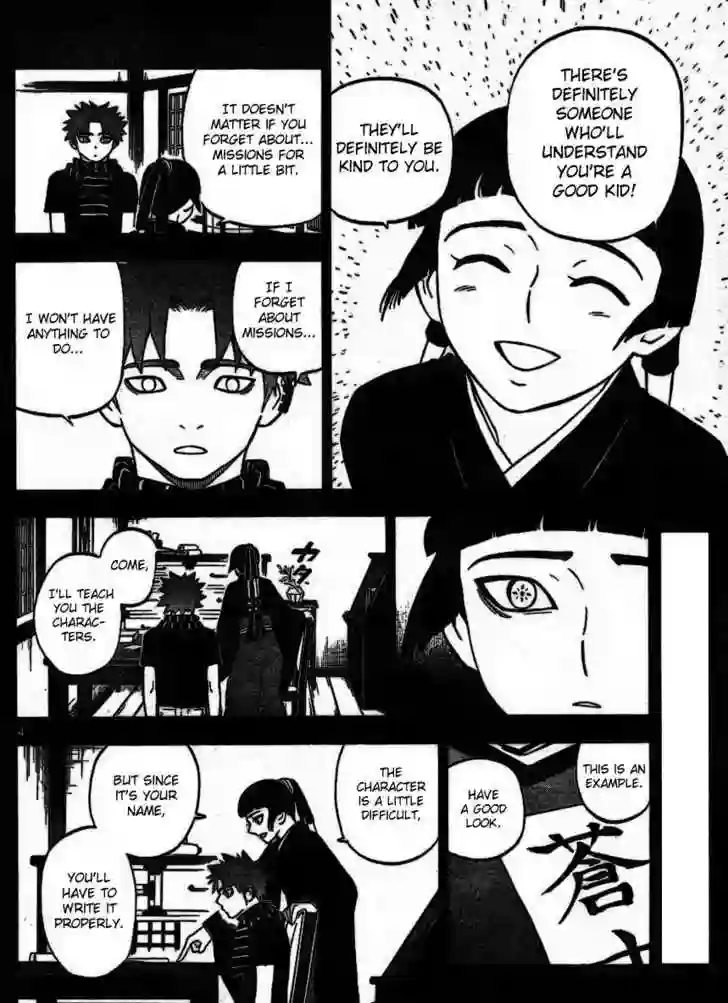 THERE'S
DEFINITELY
SOMEONE
WHO'LL
UNDERSTAND
YOU'RE A
GOOD KID!
THEY'LL
DEFINITELY BE
KIND TO YOU.
IT DOESN'T
MATTER IF YOU
FORGET ABOUT...
MISSIONS FOR
A LITTLE BIT.
IF I
FORGET
ABOUT
MISSIONS...
I WON'T HAVE
ANYTHING TO
DO...
カタ
COME,
I'LL TEACH
YOU THE
CHARAC-
TERS.
THIS IS AN
EXAMPLE.
HAVE
A GOOD
LOOK.
蒼
THE
CHARACTER
IS A LITTLE
DIFFICULT,
BUT SINCE
IT'S YOUR
NAME,
YOU'LL
HAVE TO
WRITE IT
PROPERLY.